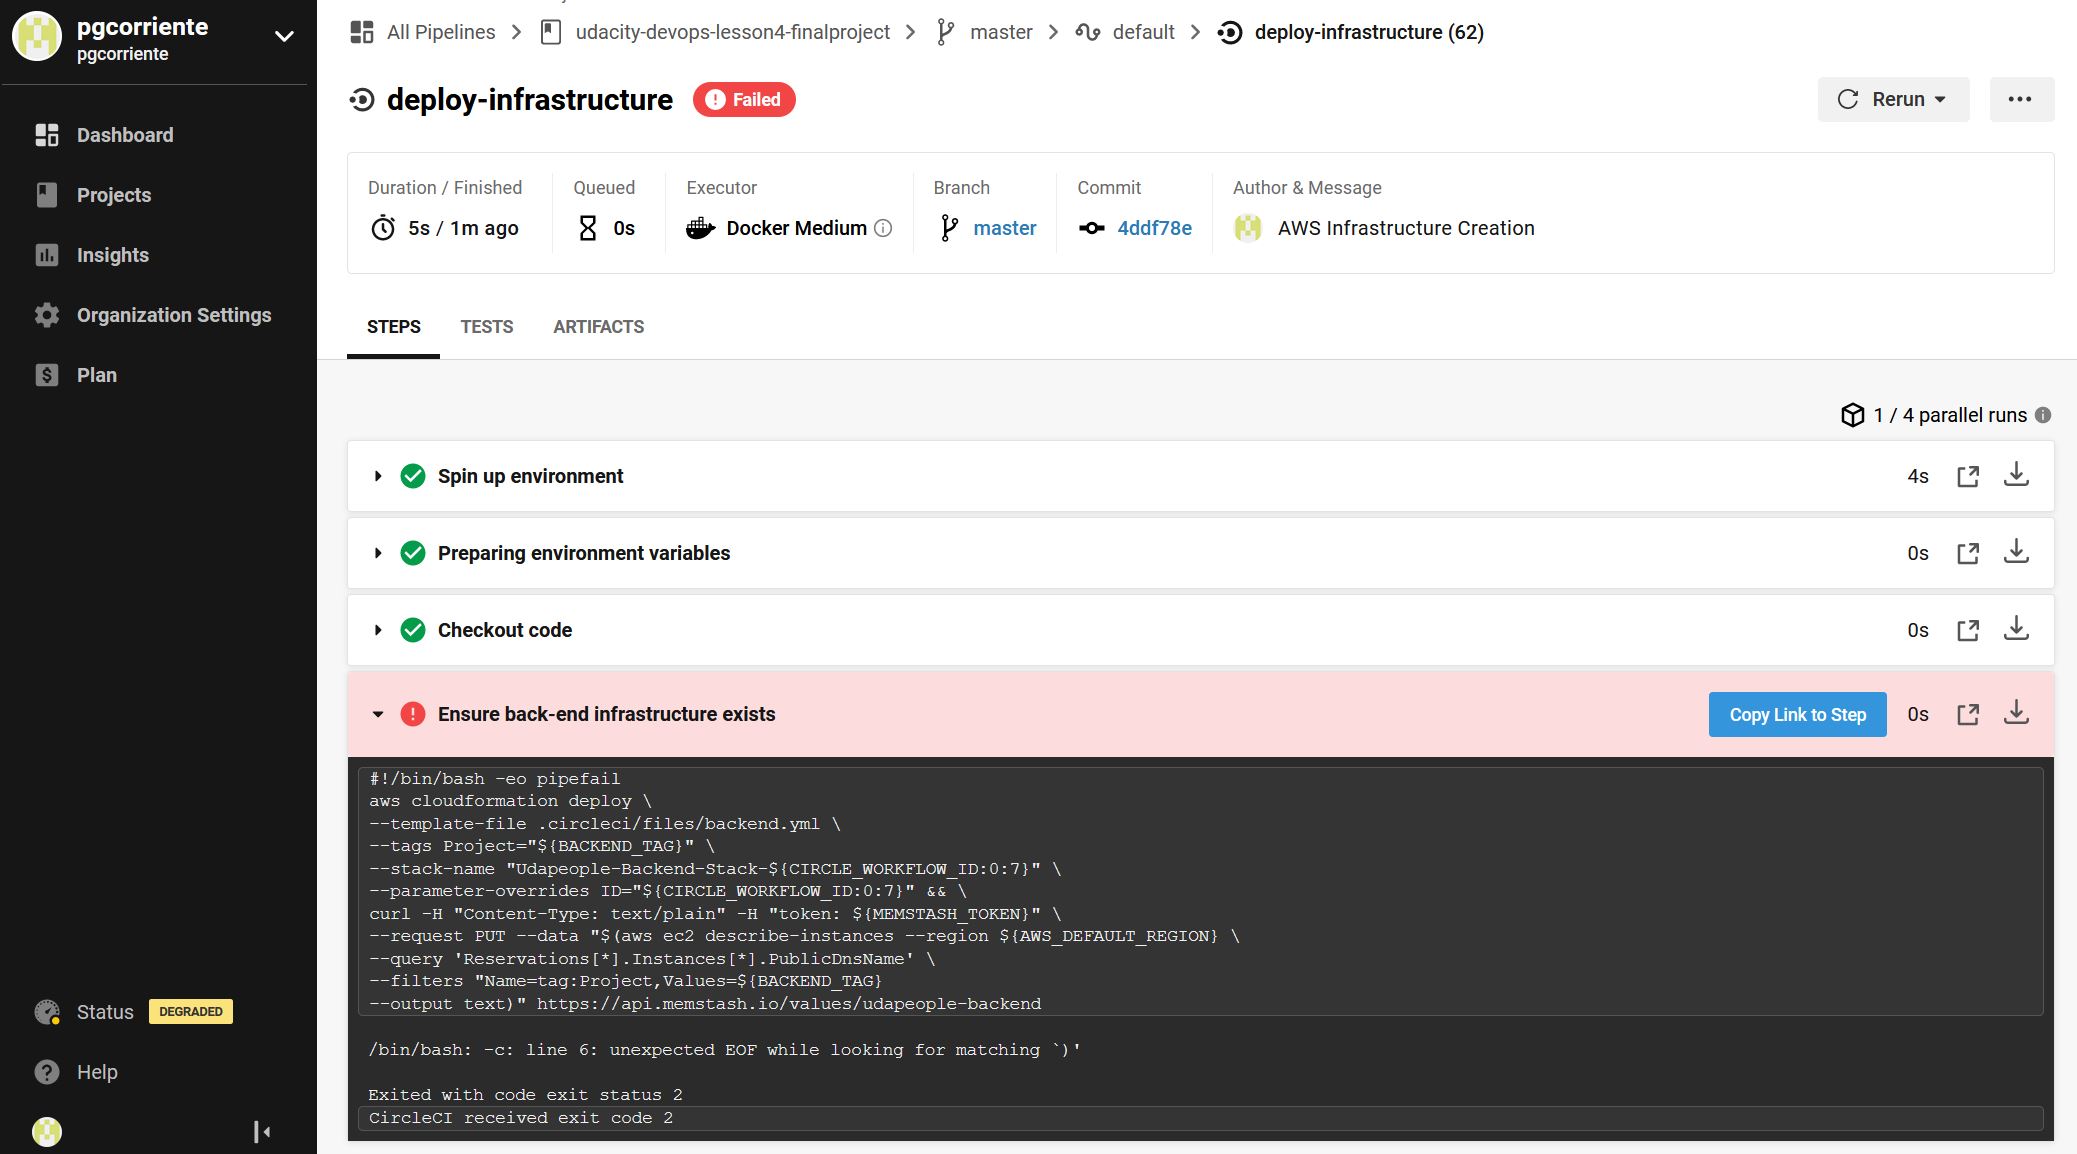 pgcorriente
pgcorriente
Dashboard
Projects
Insights
Organization Settings
Plan
Status DEGRADED
Help
All Pipelines udacity-devops-lesson4-finalproject master default deploy-infrastructure (62)
deploy-infrastructure Failed Rerun
Duration / Finished Queued Executor Branch Commit Author & Message
5s / 1m ago 0s Docker Medium master 4ddf78e AWS Infrastructure Creation
STEPS TESTS ARTIFACTS
1 / 4 parallel runs
Spin up environment 4s
Preparing environment variables 0s
Checkout code 0s
Ensure back-end infrastructure exists Copy Link to Step 0s
#!/bin/bash -eo pipefail
aws cloudformation deploy \
--template-file .circleci/files/backend.yml \
--tags Project="${BACKEND_TAG}" \
--stack-name "Udapeople-Backend-Stack-${CIRCLE_WORKFLOW_ID:0:7}" \
--parameter-overrides ID="${CIRCLE_WORKFLOW_ID:0:7}" && \
curl -H "Content-Type: text/plain" -H "token: ${MEMSTASH_TOKEN}" \
--request PUT --data "$(aws ec2 describe-instances --region ${AWS_DEFAULT_REGION} \
--query 'Reservations[*].Instances[*].PublicDnsName' \
--filters "Name=tag:Project,Values=${BACKEND_TAG}
--output text)" https://api.memstash.io/values/udapeople-backend
/bin/bash: -c: line 6: unexpected EOF while looking for matching `)'
Exited with code exit status 2
CircleCI received exit code 2